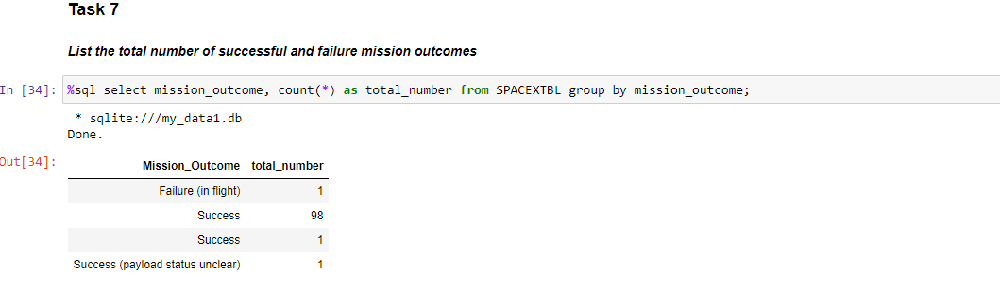 Task 7
List the total number of successful and failure mission outcomes
In [34]: %sql select mission_outcome, count(*) as total_number from SPACEXTBL group by mission_outcome;
* sqlite:///my_data1.db
Done.
Out[34]:
Mission_Outcome total_number
Failure (in flight) 1
Success 98
Success 1
Success (payload status unclear) 1